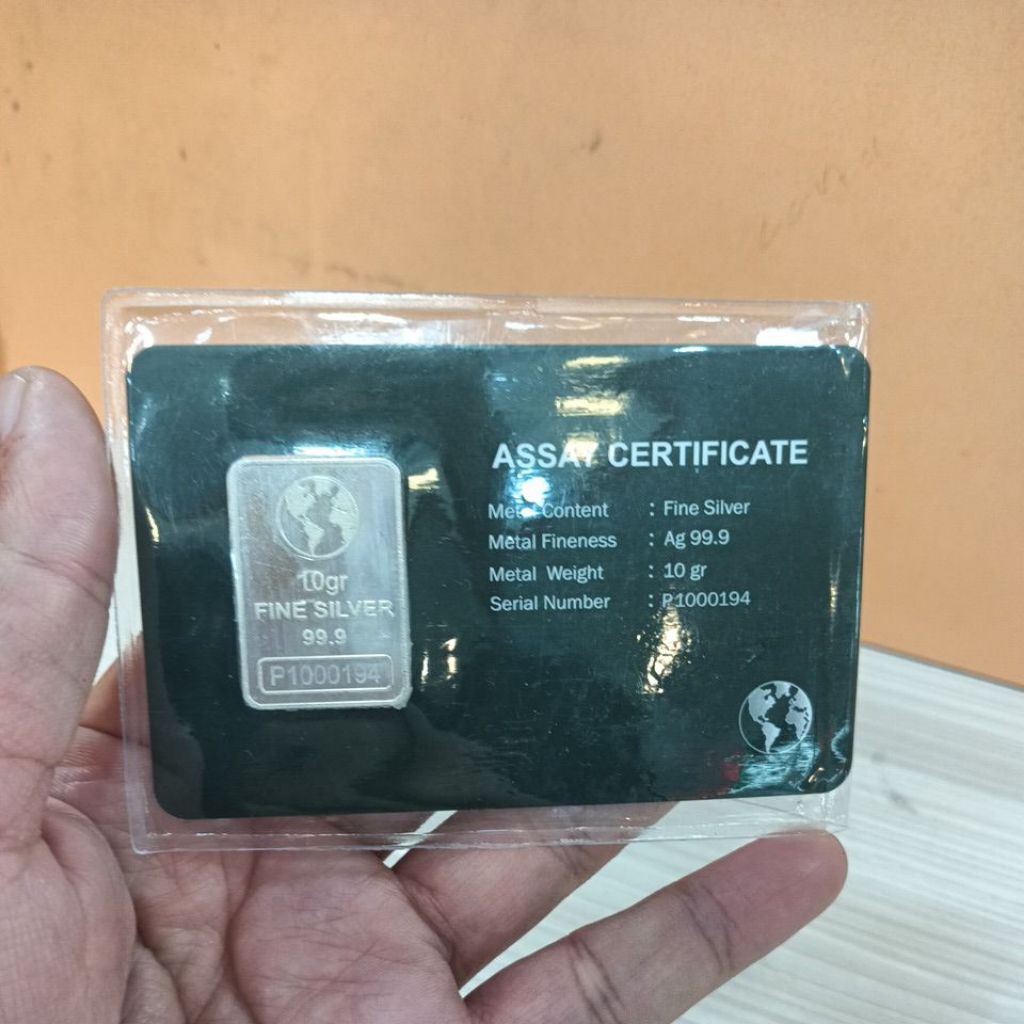 10gr
FINE SILVER
99.9
P1000194
ASSAY CERTIFICATE
Metal Content : Fine Silver
Metal Fineness : Ag 99.9
Metal Weight : 10 gr
Serial Number : P1000194